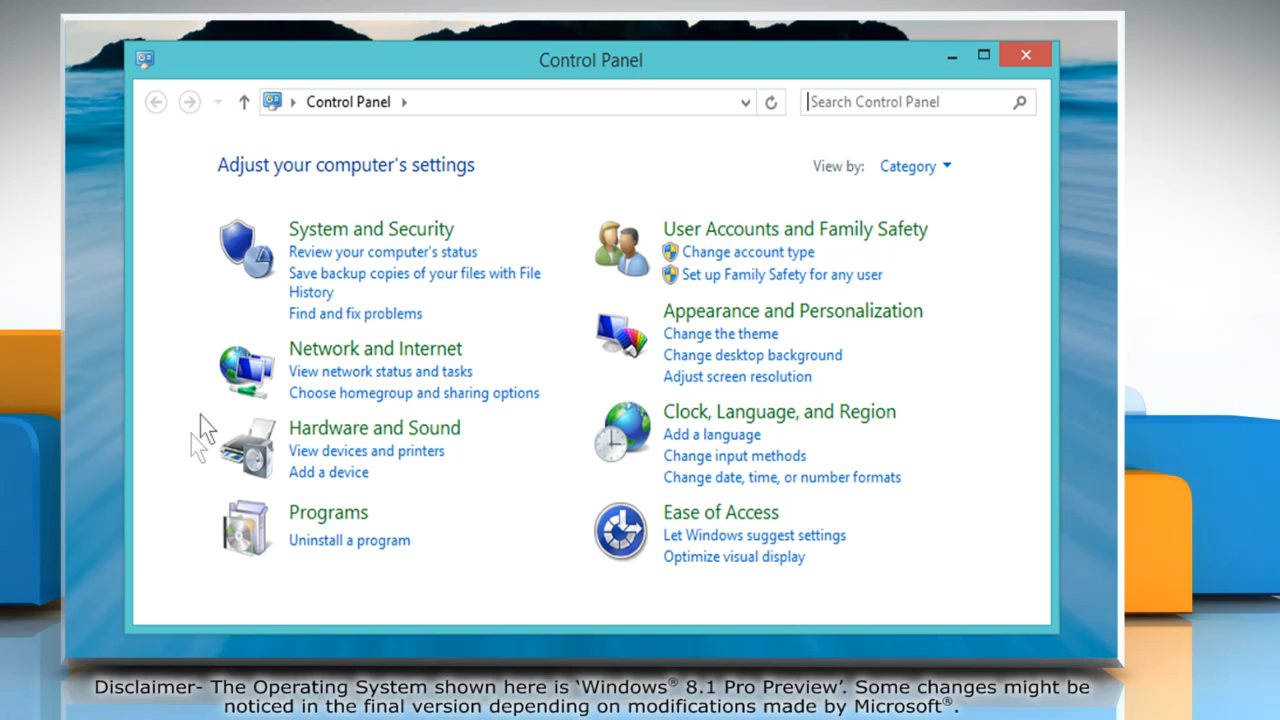 Control Panel
Control Panel
Search Control Panel
Adjust your computer's settings
View by: Category
System and Security
Review your computer's status
Save backup copies of your files with File
History
Find and fix problems
Network and Internet
View network status and tasks
Choose homegroup and sharing options
Hardware and Sound
View devices and printers
Add a device
Programs
Uninstall a program
User Accounts and Family Safety
Change account type
Set up Family Safety for any user
Appearance and Personalization
Change the theme
Change desktop background
Adjust screen resolution
Clock, Language, and Region
Add a language
Change input methods
Change date, time, or number formats
Ease of Access
Let Windows suggest settings
Optimize visual display
Disclaimer- The Operating System shown here is ‘Windows® 8.1 Pro Preview’. Some changes might be
noticed in the final version depending on modifications made by Microsoft®.